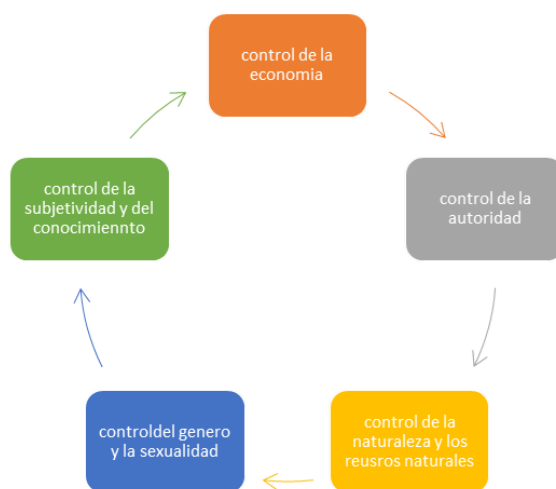 control de la
economia
control de la
autoridad
control de la
naturaleza y los
reusros naturales
controldel genero
y la sexualidad
control de la
subjetividad y del
conocimiennto